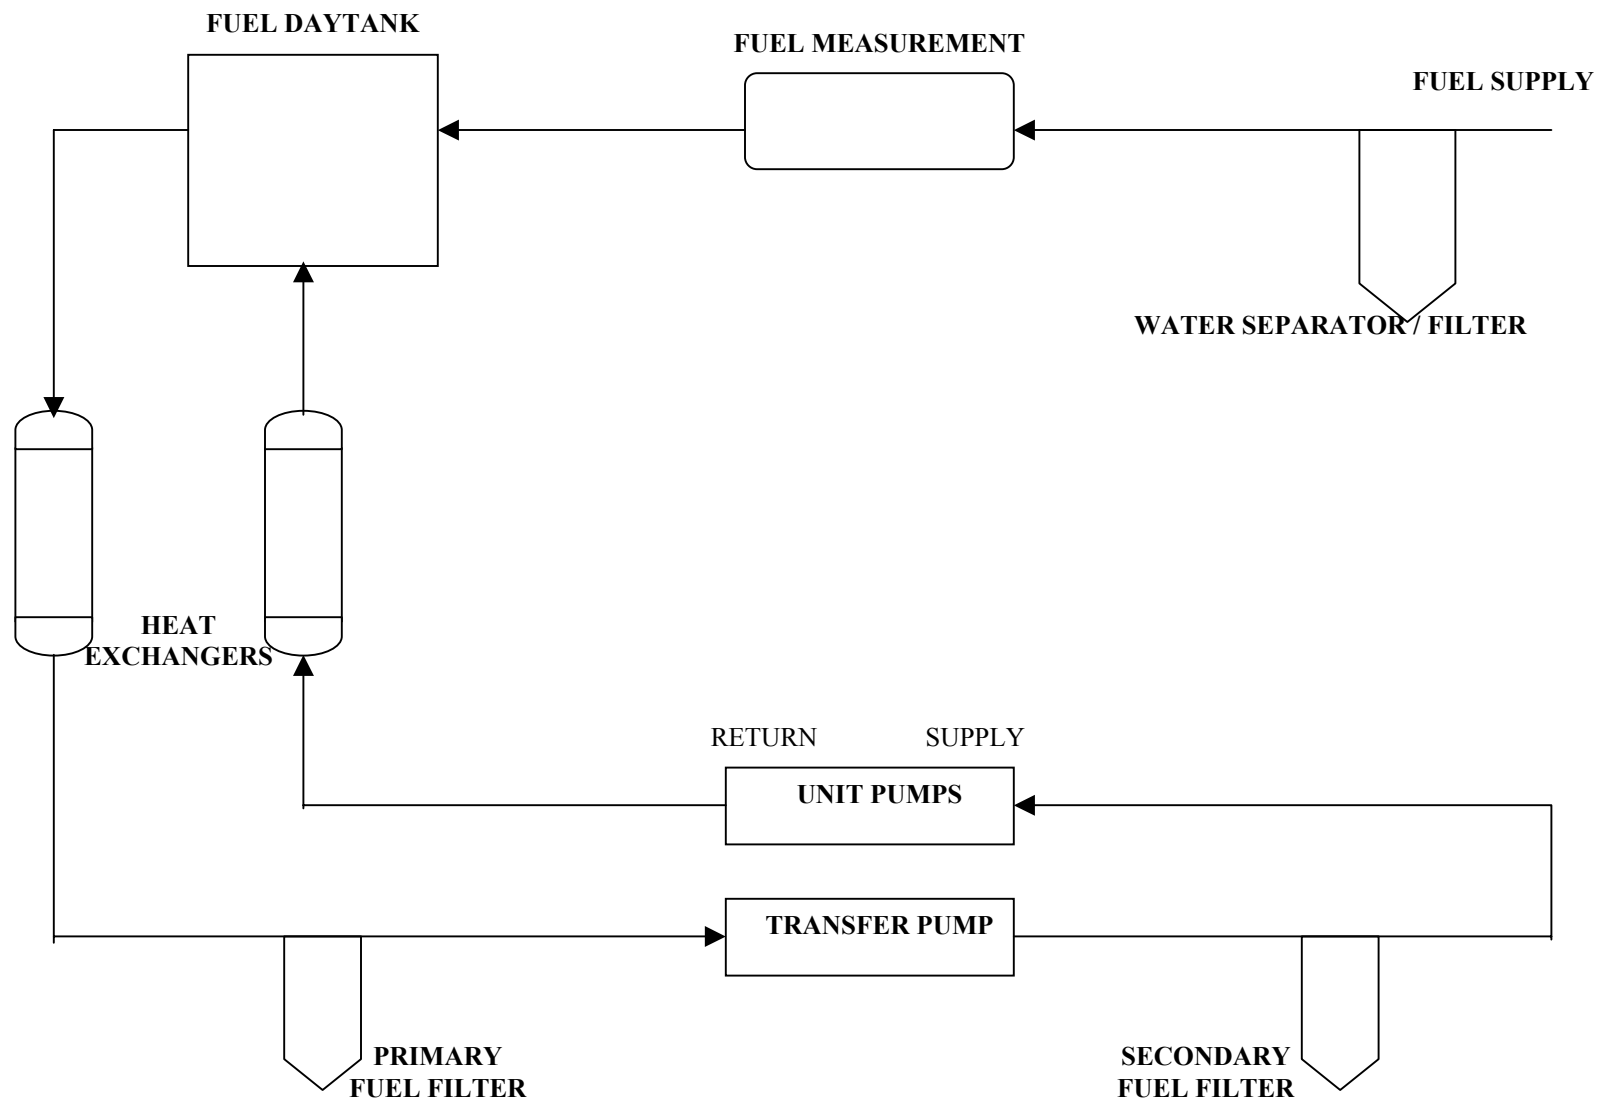 FUEL DAYTANK
FUEL MEASUREMENT
FUEL SUPPLY
WATER SEPARATOR / FILTER
HEAT
EXCHANGERS
RETURN
SUPPLY
UNIT PUMPS
TRANSFER PUMP
PRIMARY
FUEL FILTER
SECONDARY
FUEL FILTER